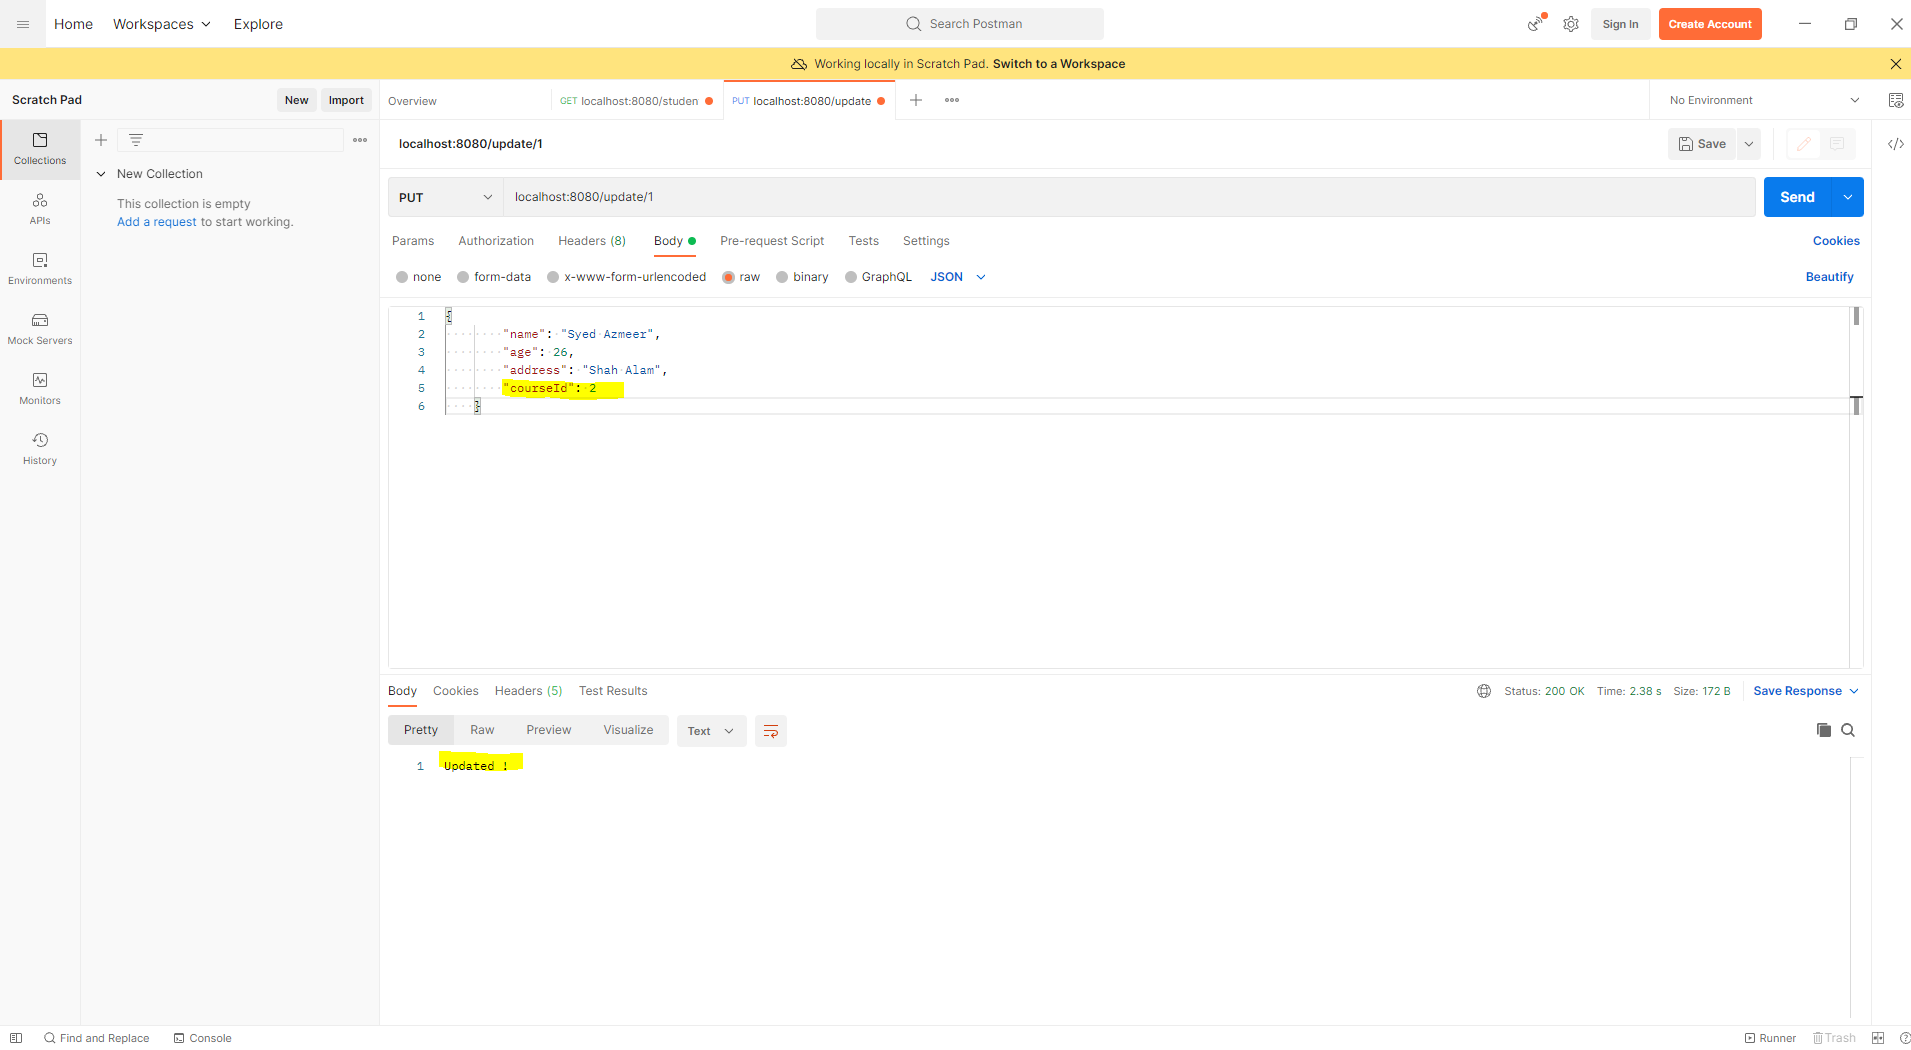 Home Workspaces Explore Search Postman Sign In Create Account
Working locally in Scratch Pad. Switch to a Workspace
Scratch Pad New Import Overview GET localhost:8080/studen PUT localhost:8080/update No Environment
Collections
APIs
Environments
Mock Servers
Monitors
History
New Collection
This collection is empty
Add a request to start working.
localhost:8080/update/1 Save
PUT localhost:8080/update/1 Send
Params Authorization Headers (8) Body Pre-request Script Tests Settings Cookies
none form-data x-www-form-urlencoded raw binary GraphQL JSON Beautify
1 {
2 "name": "Syed Azmeer",
3 "age": 26,
4 "address": "Shah Alam",
5 "courseId": 2
6 }
Body Cookies Headers (5) Test Results Status: 200 OK Time: 2.38 s Size: 172 B Save Response
Pretty Raw Preview Visualize Text
1 Updated !
Find and Replace Console Runner Trash